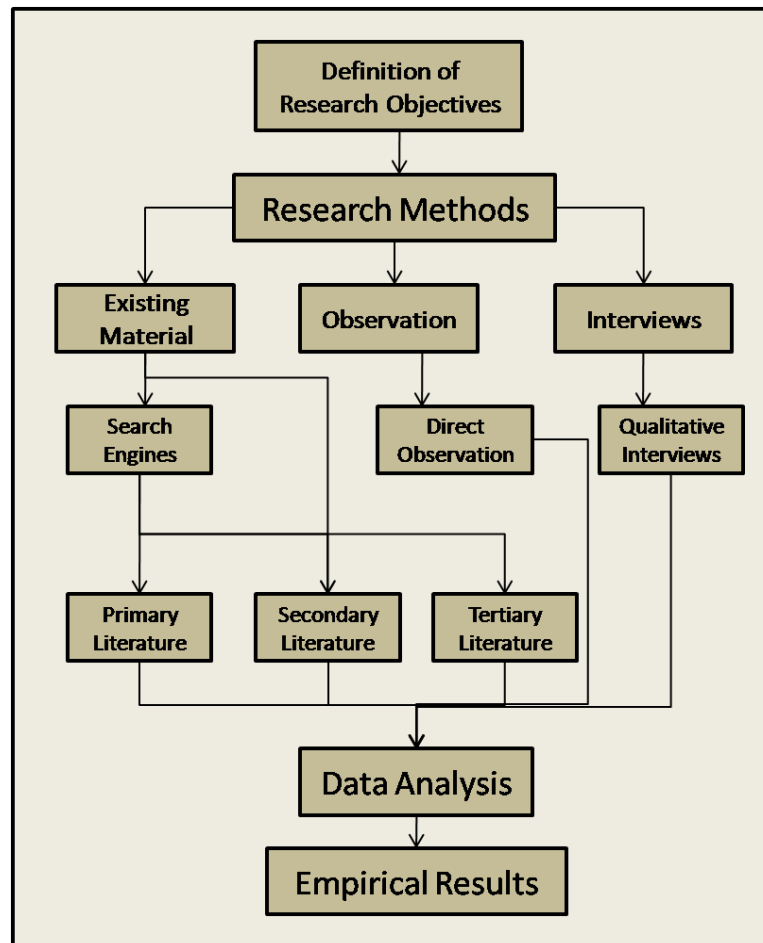 Definition of
Research Objectives
Research Methods
Existing
Material
Observation
Interviews
Search
Engines
Direct
Observation
Qualitative
Interviews
Primary
Literature
Secondary
Literature
Tertiary
Literature
Data Analysis
Empirical Results